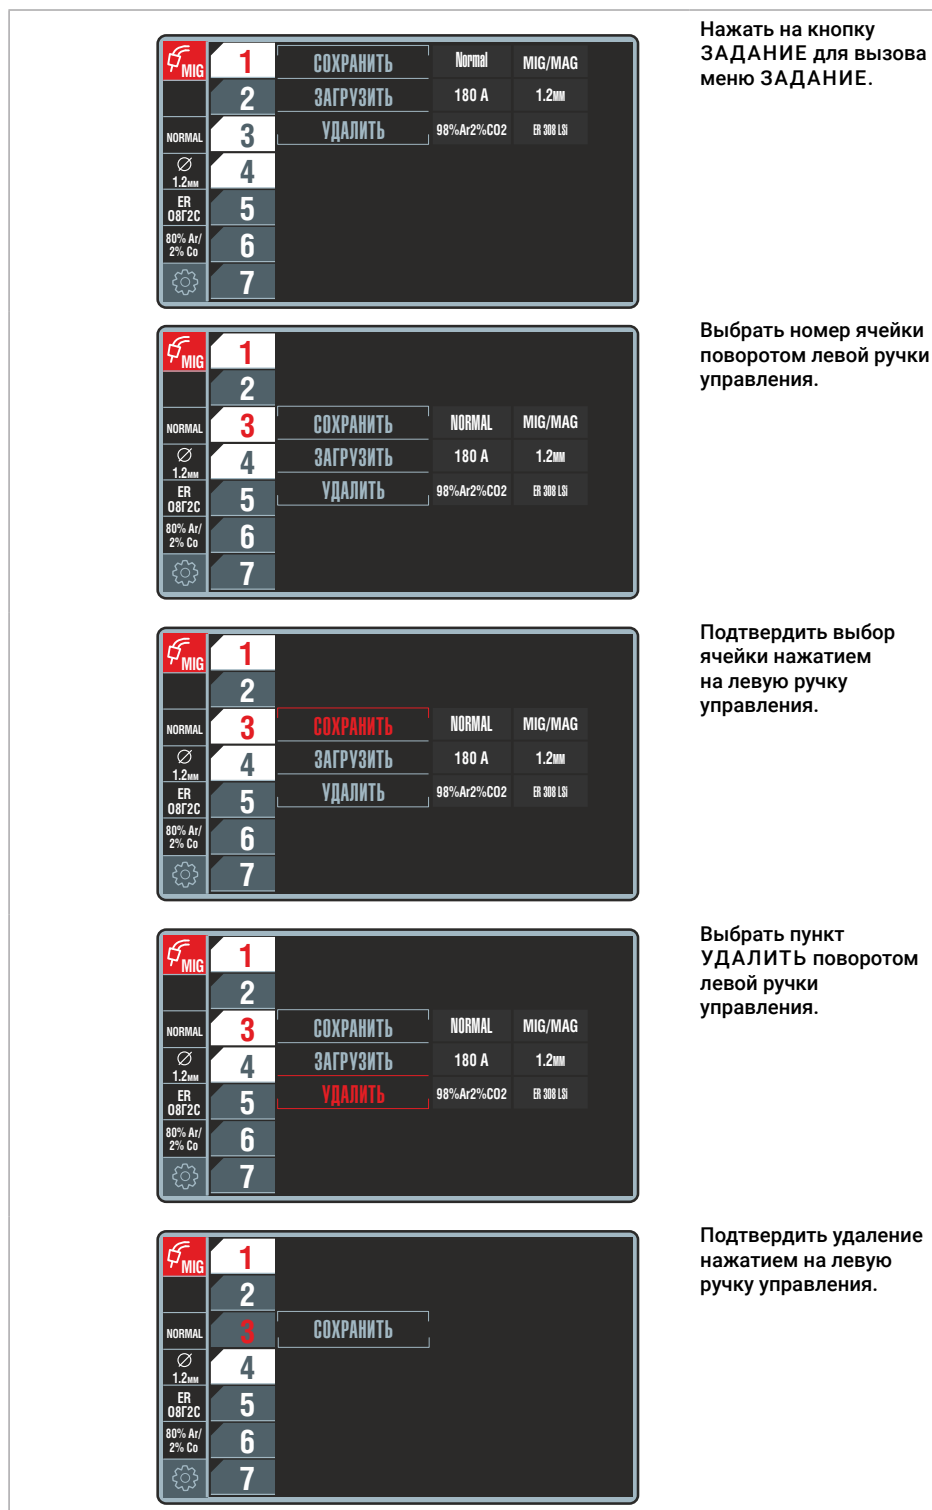 Нажать на кнопку
ЗАДАНИЕ для вызова
меню ЗАДАНИЕ.
MIG 1 СОХРАНИТЬ Normal MIG/MAG
2 ЗАГРУЗИТЬ 180 A 1.2мм
NORMAL 3 УДАЛИТЬ 98%Ar2%CO2 ER 308 LSi
Ø 1.2мм 4
ER 08Г2С 5
80% Ar/ 2% Co 6
7
Выбрать номер ячейки
поворотом левой ручки
управления.
MIG 1
2
NORMAL 3 СОХРАНИТЬ NORMAL MIG/MAG
Ø 1.2мм 4 ЗАГРУЗИТЬ 180 A 1.2мм
ER 08Г2С 5 УДАЛИТЬ 98%Ar2%CO2 ER 308 LSi
80% Ar/ 2% Co 6
7
Подтвердить выбор
ячейки нажатием
на левую ручку
управления.
MIG 1
2
NORMAL 3 СОХРАНИТЬ NORMAL MIG/MAG
Ø 1.2мм 4 ЗАГРУЗИТЬ 180 A 1.2мм
ER 08Г2С 5 УДАЛИТЬ 98%Ar2%CO2 ER 308 LSi
80% Ar/ 2% Co 6
7
Выбрать пункт
УДАЛИТЬ поворотом
левой ручки
управления.
MIG 1
2
NORMAL 3 СОХРАНИТЬ NORMAL MIG/MAG
Ø 1.2мм 4 ЗАГРУЗИТЬ 180 A 1.2мм
ER 08Г2С 5 УДАЛИТЬ 98%Ar2%CO2 ER 308 LSi
80% Ar/ 2% Co 6
7
Подтвердить удаление
нажатием на левую
ручку управления.
MIG 1
2
NORMAL 3 СОХРАНИТЬ
Ø 1.2мм 4
ER 08Г2С 5
80% Ar/ 2% Co 6
7